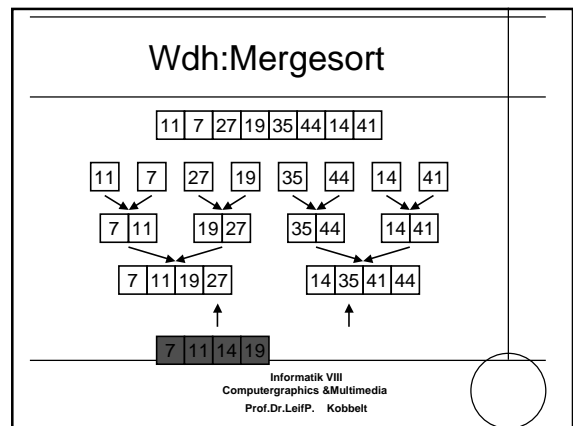 Wdh:Mergesort
11 7 27 19 35 44 14 41
11 7 27 19 35 44 14 41
7 11 19 27 35 44 14 41
7 11 19 27 14 35 41 44
7 11 14 19
Informatik VIII
Computergraphics &Multimedia
Prof.Dr.LeifP. Kobbelt